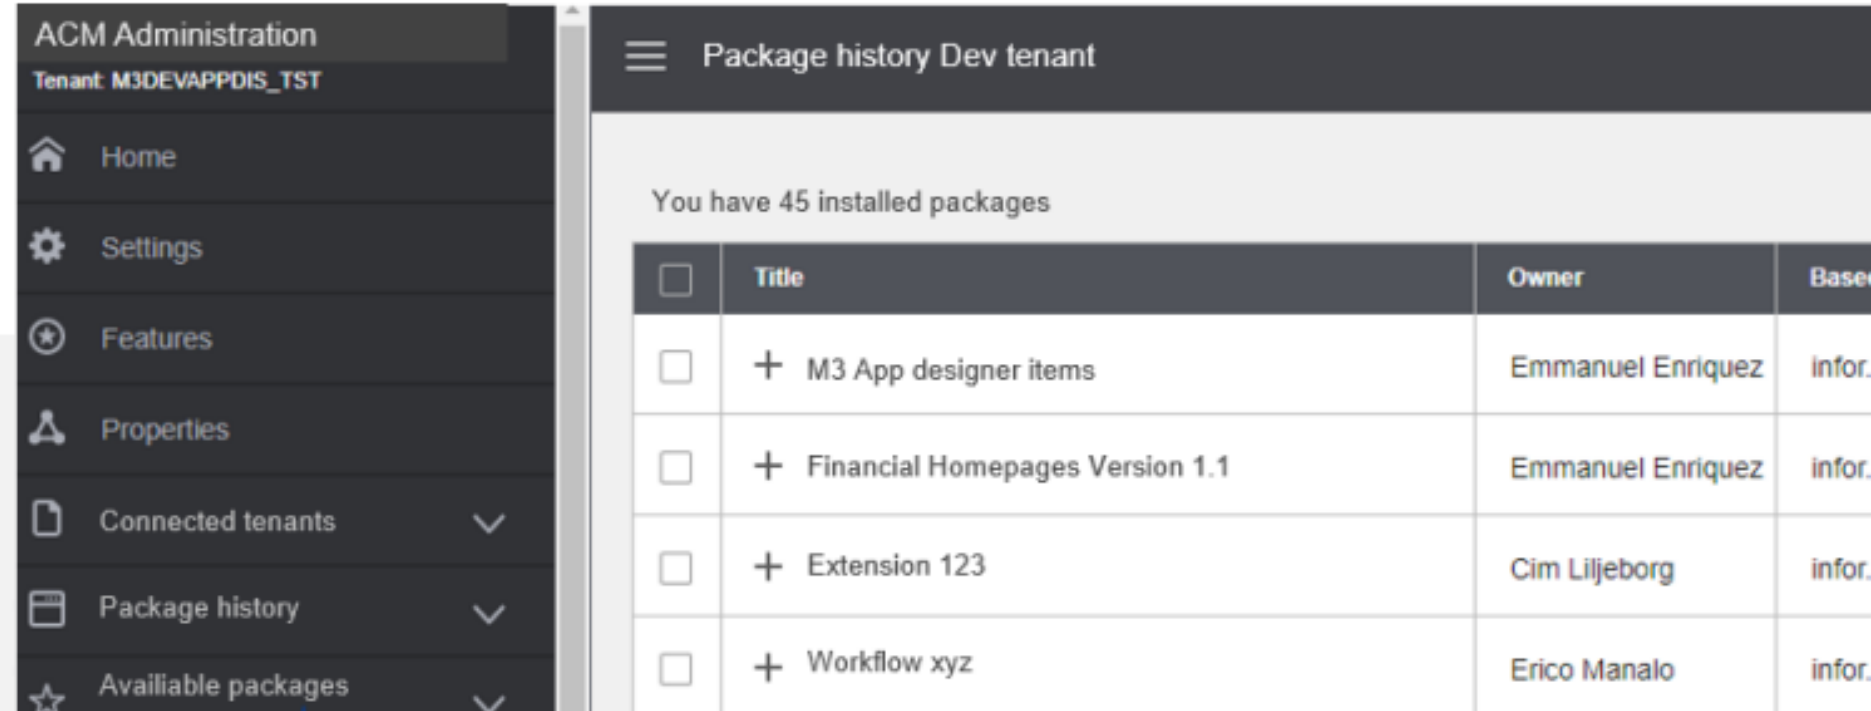 ACM Administration
Tenant: M3DEVAPPDIS_TST
Home
Settings
Features
Properties
Connected tenants
Package history
Availiable packages
Package history Dev tenant
You have 45 installed packages
Title Owner Based
M3 App designer items Emmanuel Enriquez infor.
Financial Homepages Version 1.1 Emmanuel Enriquez infor.
Extension 123 Cim Liljeborg infor.
Workflow xyz Erico Manalo infor.